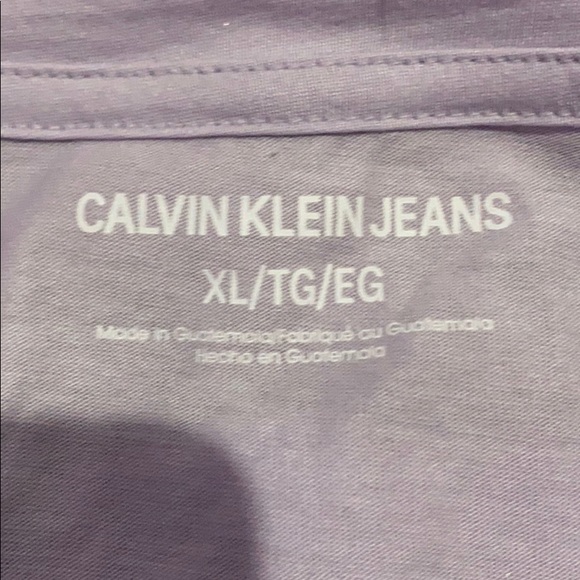 CALVIN KLEIN JEANS
XL/TG/EG
Made in Guatemala/Fabriqué au Guatemala
Hecho en Guatemala